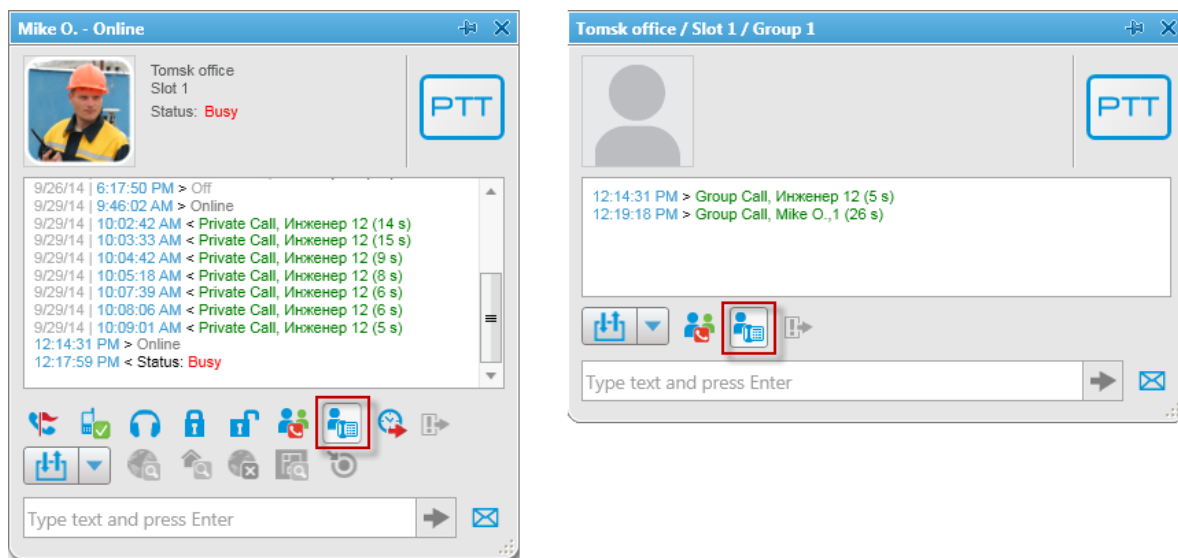 Mike O. - Online
Tomsk office
Slot 1
Status: Busy
PTT
9/26/14 | 6:17:50 PM > Off
9/29/14 | 9:46:02 AM > Online
9/29/14 | 10:02:42 AM < Private Call, Инженер 12 (14 s)
9/29/14 | 10:03:33 AM < Private Call, Инженер 12 (15 s)
9/29/14 | 10:04:42 AM < Private Call, Инженер 12 (9 s)
9/29/14 | 10:05:18 AM < Private Call, Инженер 12 (8 s)
9/29/14 | 10:07:39 AM < Private Call, Инженер 12 (6 s)
9/29/14 | 10:08:06 AM < Private Call, Инженер 12 (6 s)
9/29/14 | 10:09:01 AM < Private Call, Инженер 12 (5 s)
12:14:31 PM > Online
12:17:59 PM < Status: Busy
Type text and press Enter
Tomsk office / Slot 1 / Group 1
PTT
12:14:31 PM > Group Call, Инженер 12 (5 s)
12:19:18 PM > Group Call, Mike O.,1 (26 s)
Type text and press Enter